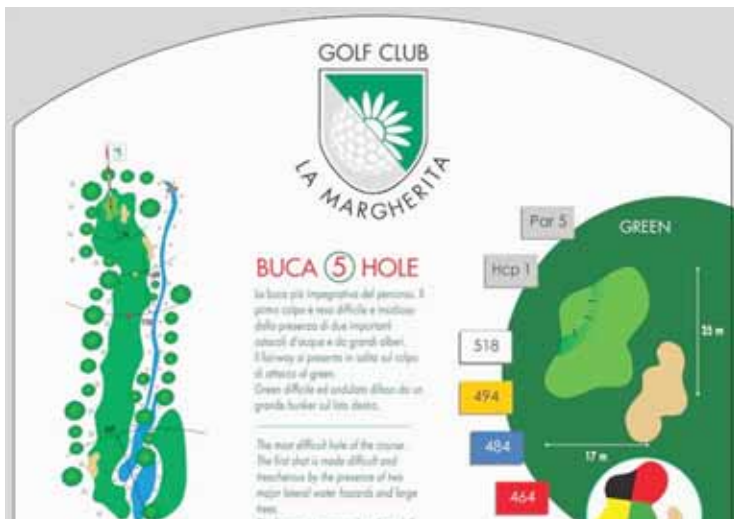 GOLF CLUB
LA MARGHERITA
BUCA 5 HOLE
La buca più impegnativa del percorso. Il
primo colpo è reso difficile e insidioso
dalla presenza di due importanti
ostacoli d'acqua e da grandi alberi.
Il fairway si presenta in salita sul colpo
di attacco al green.
Green difficile ed ondulato difeso da un
grande bunker sul lato destro.
The most difficult hole of the course.
The first shot is made difficult and
treacherous by the presence of two
major lateral water hazards and large
trees.
Par 5
Hcp 1
518
494
484
464
GREEN
35 m
17 m